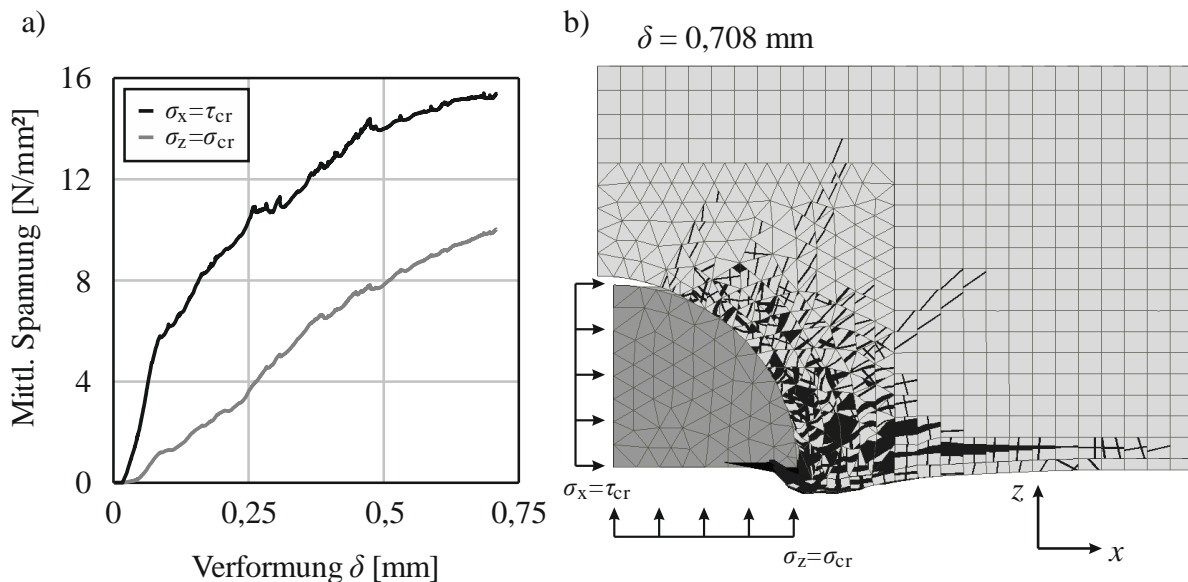 a)
16
12
8
4
0
Mittl. Spannung [N/mm²]
σx=τcr
σz=σcr
0
0,25
0,5
0,75
Verformung δ [mm]
b)
δ = 0,708 mm
σx=τcr
σz=σcr
z
x